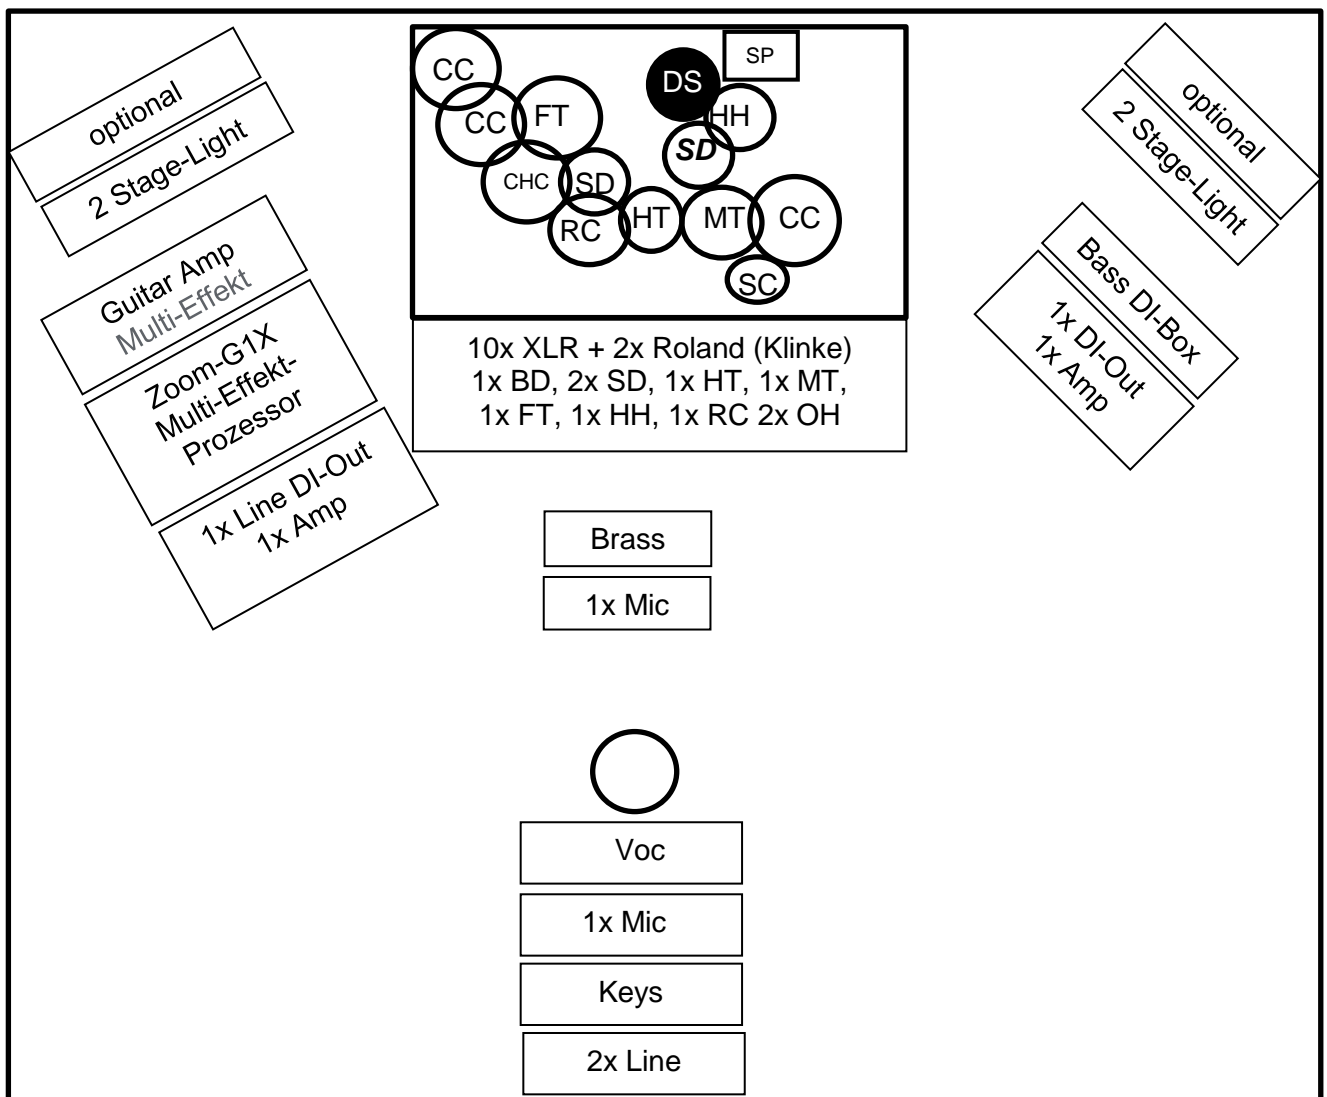 optional
2 Stage-Light
Guitar Amp
Multi-Effekt
Zoom-G1X
Multi-Effekt-
Prozessor
1x Line DI-Out
1x Amp
CC
CC
FT
CHC
SD
RC
HT
DS
SP
HH
SD
MT
CC
SC
10x XLR + 2x Roland (Klinke)
1x BD, 2x SD, 1x HT, 1x MT,
1x FT, 1x HH, 1x RC 2x OH
optional
2 Stage-Light
Bass DI-Box
1x DI-Out
1x Amp
Brass
1x Mic
Voc
1x Mic
Keys
2x Line